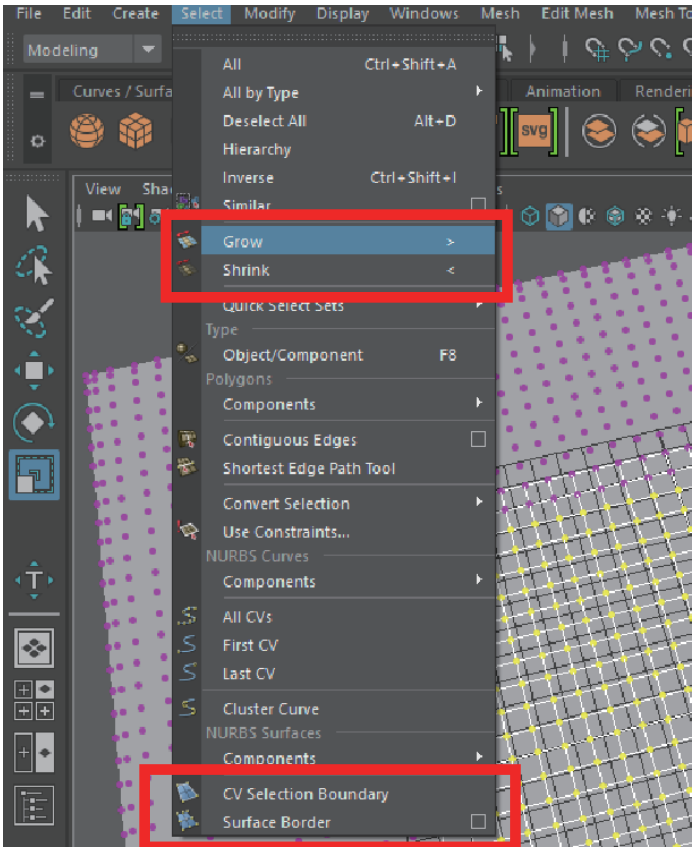 File Edit Create Select Modify Display Windows Mesh Edit Mesh Mesh To
Modeling
All Ctrl+Shift+A
Curves / Surfa
All by Type
Animation
Renderi
Deselect All Alt+D
svg
Hierarchy
Inverse Ctrl+Shift+I
View Sha
Similar
Grow >
Shrink <
Quick Select Sets
Type
Object/Component F8
Polygons
Components
Contiguous Edges
Shortest Edge Path Tool
Convert Selection
Use Constraints...
NURBS Curves
Components
All CVs
First CV
Last CV
Cluster Curve
NURBS Surfaces
Components
CV Selection Boundary
Surface Border